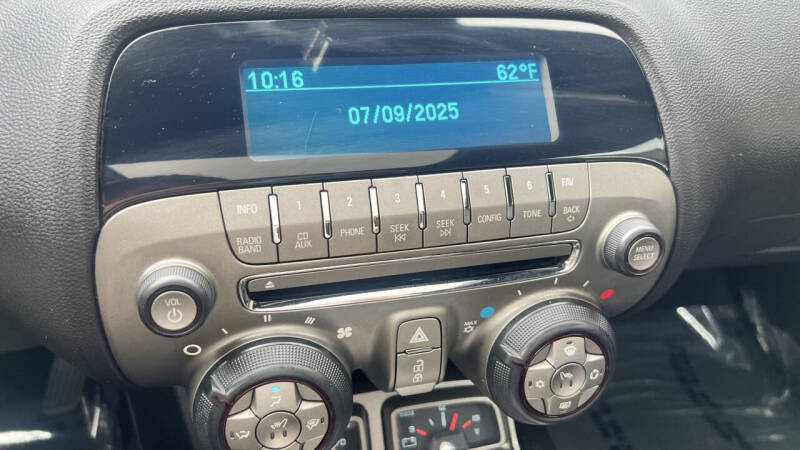 10:16 62°F
07/09/2025
INFO 1 2 3 4 5 6 FAV
RADIO BAND CD AUX PHONE SEEK SEEK CONFIG TONE BACK
MENU SELECT
VOL
MAX